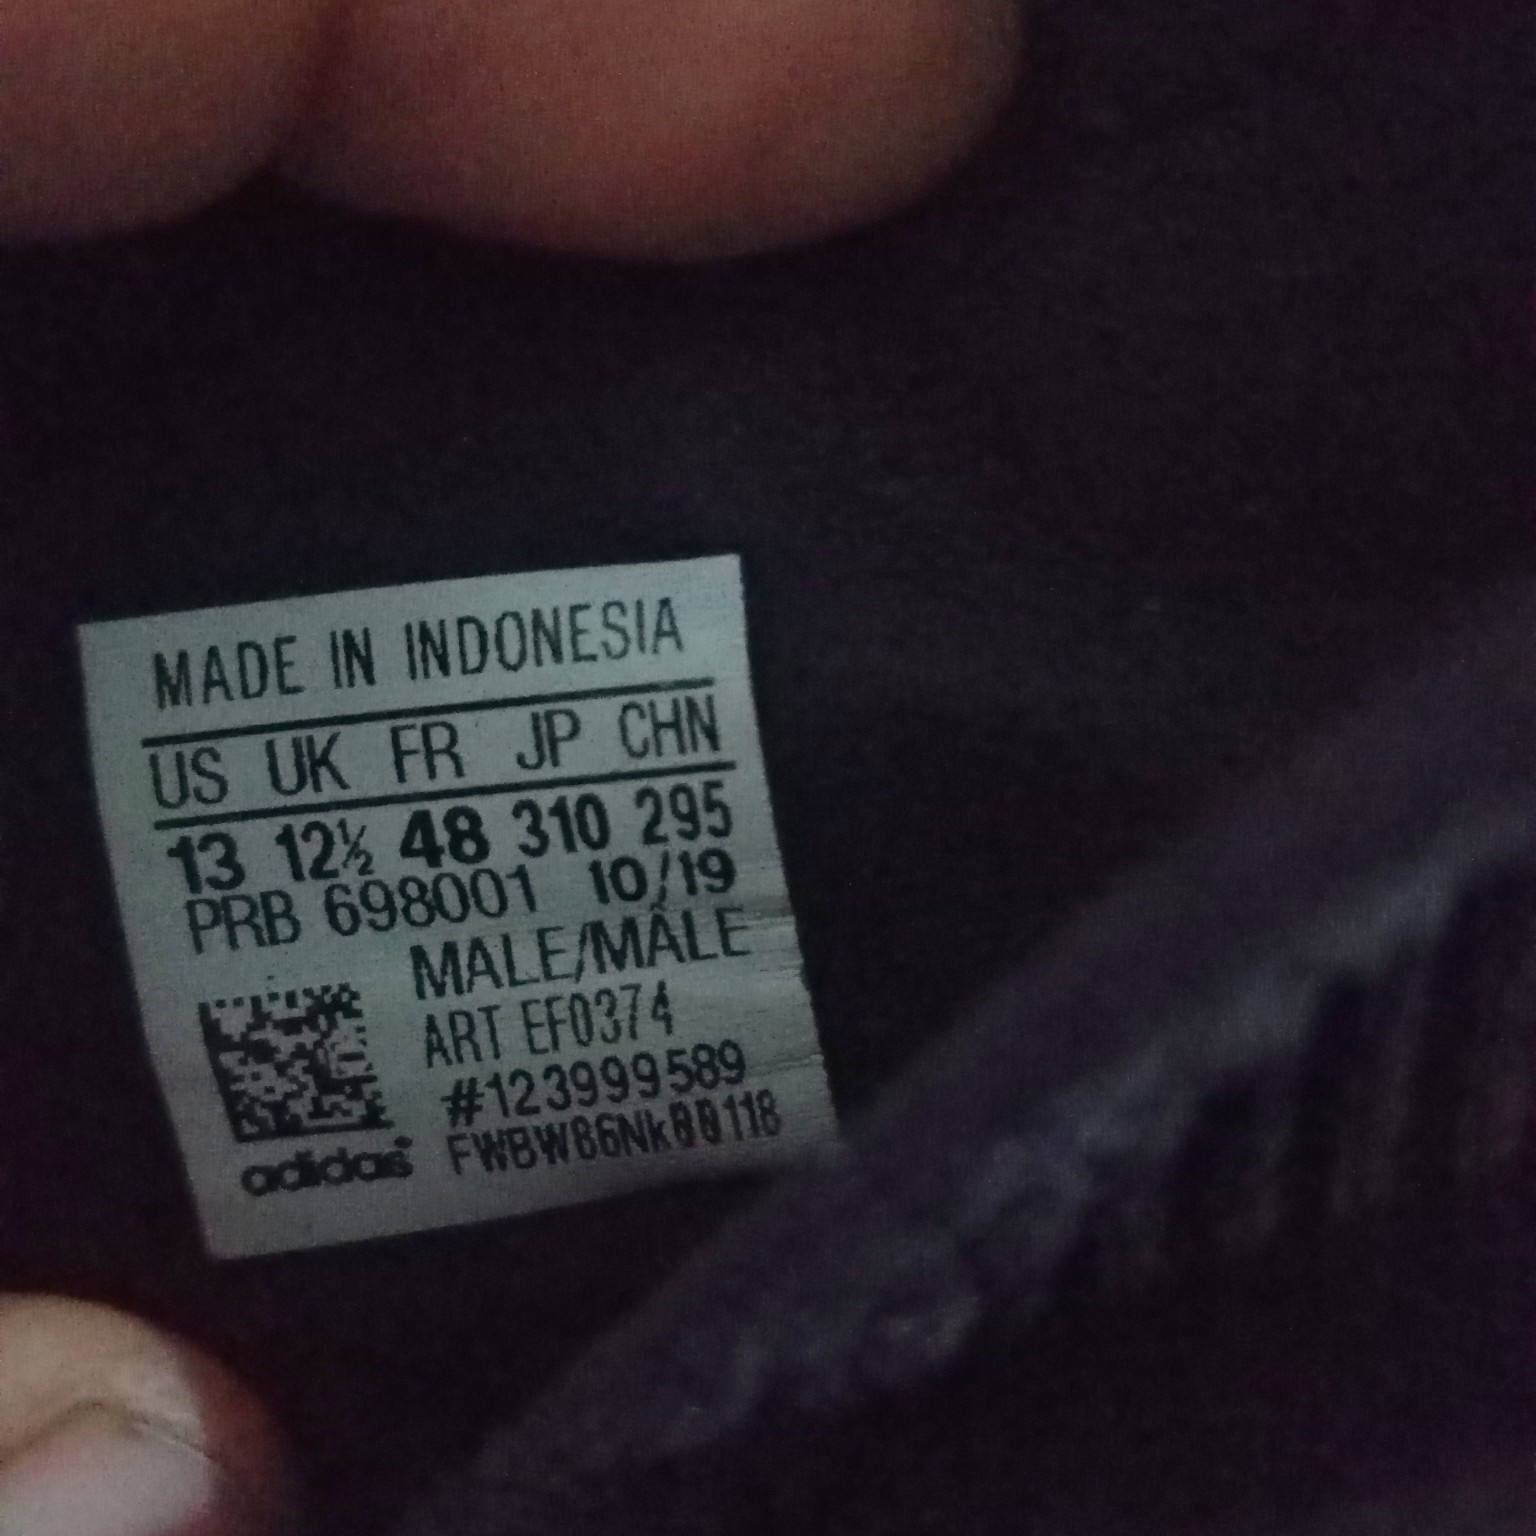 MADE IN INDONESIA
US UK FR JP CHN
13 12½ 48 310 295
PRB 698001 10/19
MALE/MÂLE
ART EF0374
#123999589
adidas